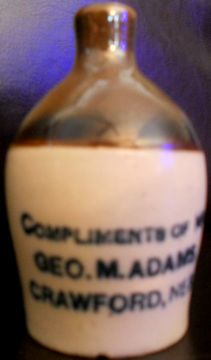 COMPLIMENTS OF
GEO. M. ADAMS
CRAWFORD,